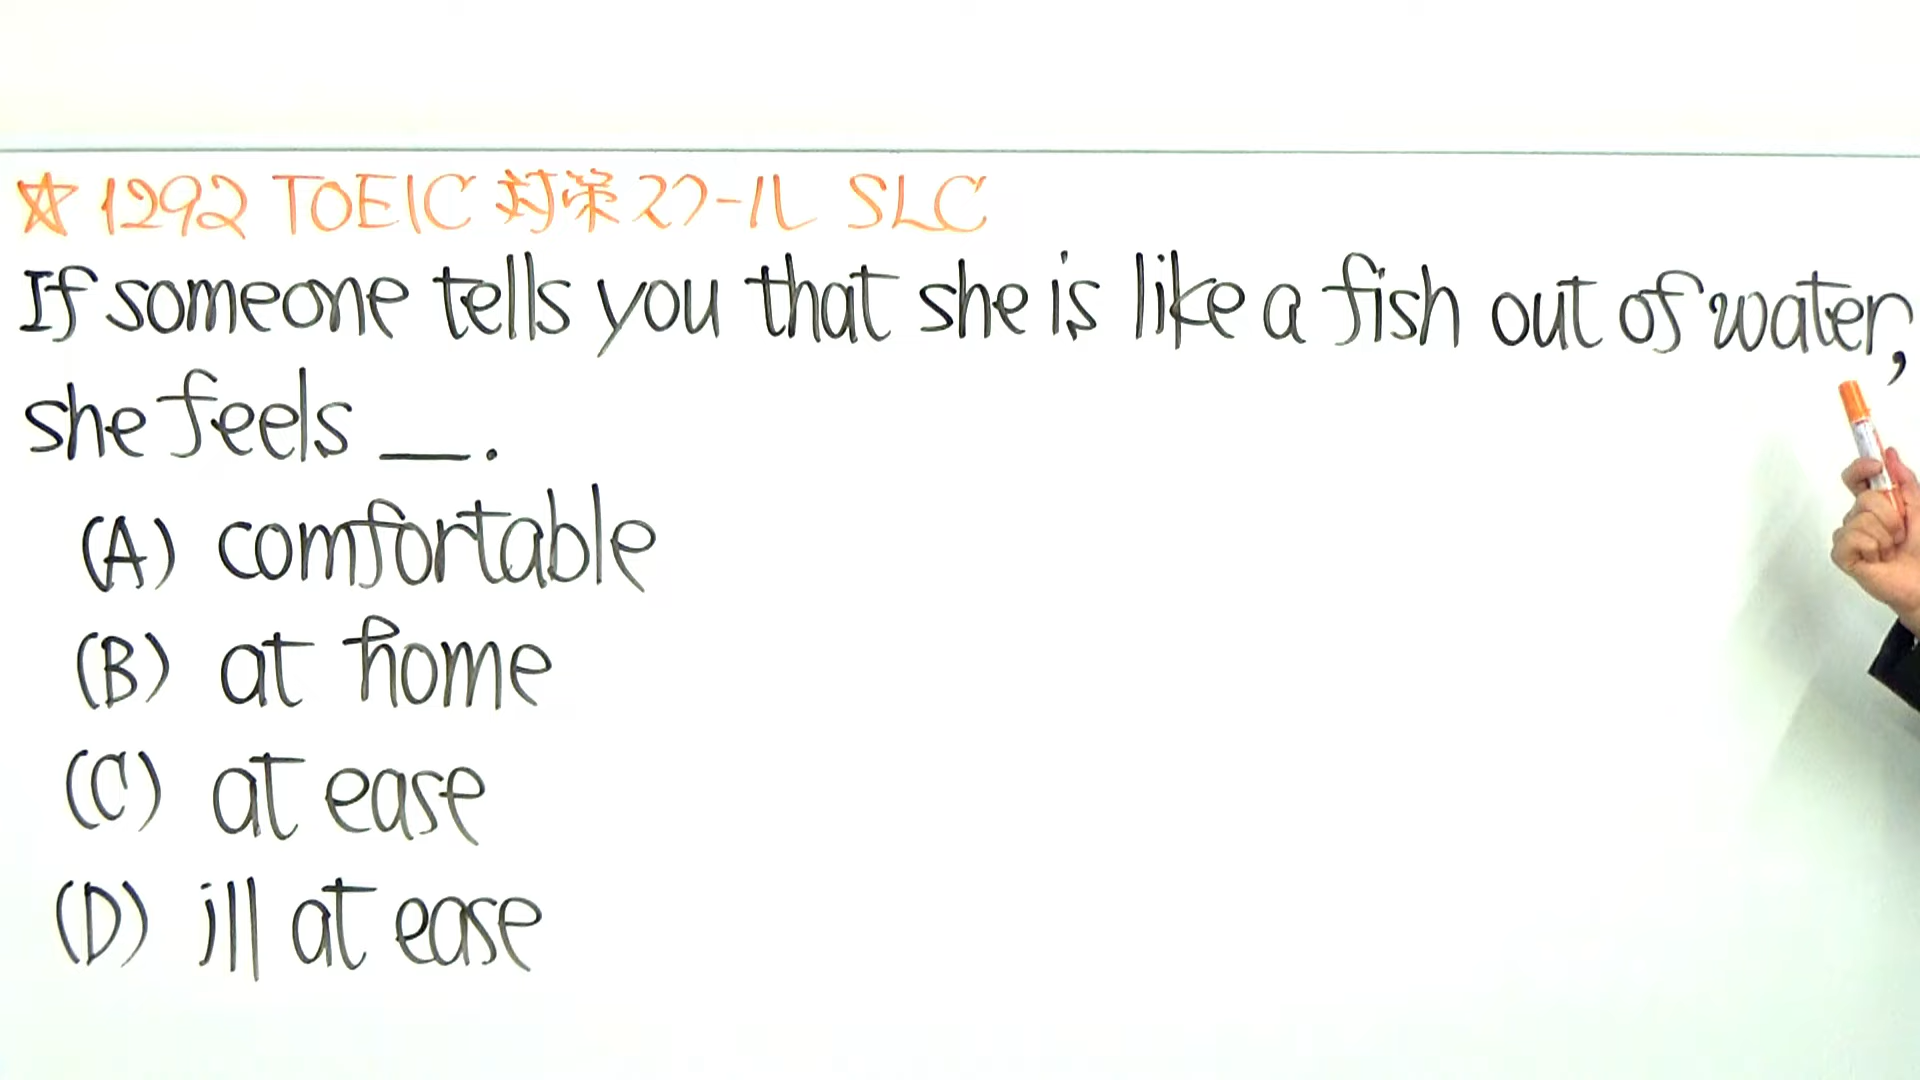 ☆ 1292 TOEIC 対策スクール SLC
If someone tells you that she is like a fish out of water,
she feels __.
(A) comfortable
(B) at home
(C) at ease
(D) ill at ease